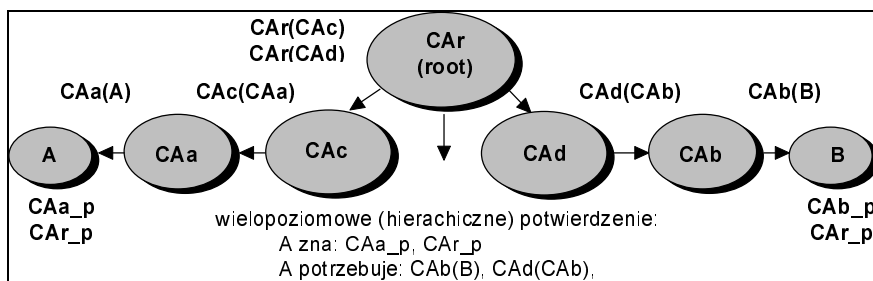 CAr(CAc)
CAr(CAd)
CAr
(root)
CAa(A)
CAc(CAa)
CAd(CAb)
CAb(B)
A
CAa
CAc
CAd
CAb
B
CAa_p
CAr_p
CAb_p
CAr_p
wielopoziomowe (hierachiczne) potwierdzenie:
A zna: CAa_p, CAr_p
A potrzebuje: CAb(B), CAd(CAb),